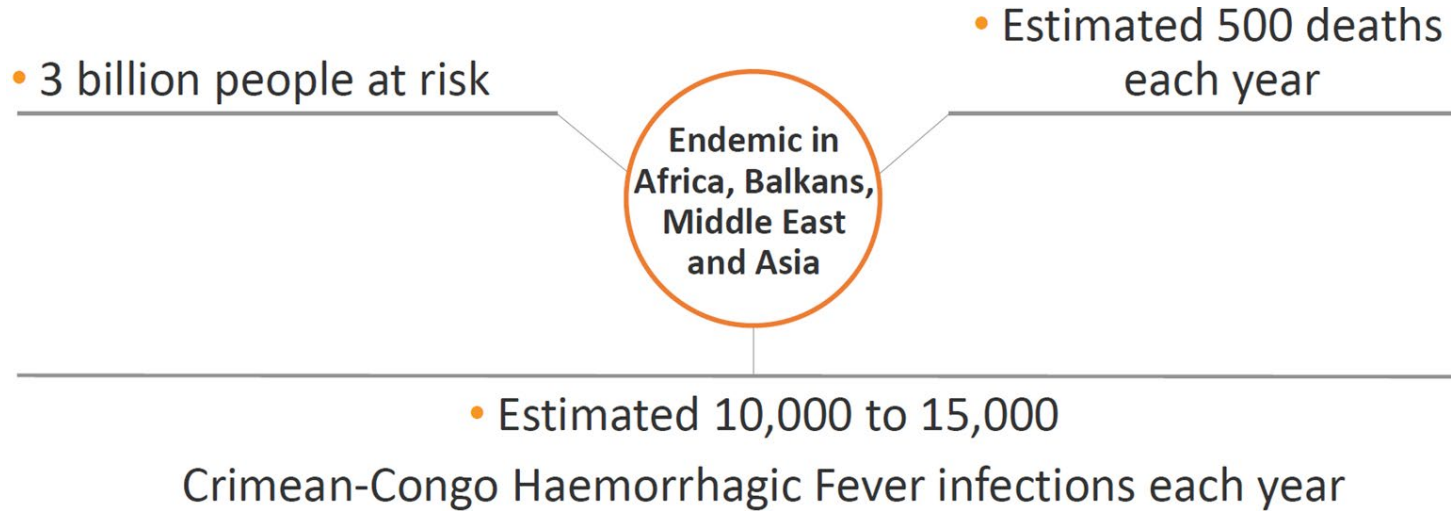 • 3 billion people at risk
• Estimated 500 deaths
each year
Endemic in
Africa, Balkans,
Middle East
and Asia
• Estimated 10,000 to 15,000
Crimean-Congo Haemorrhagic Fever infections each year